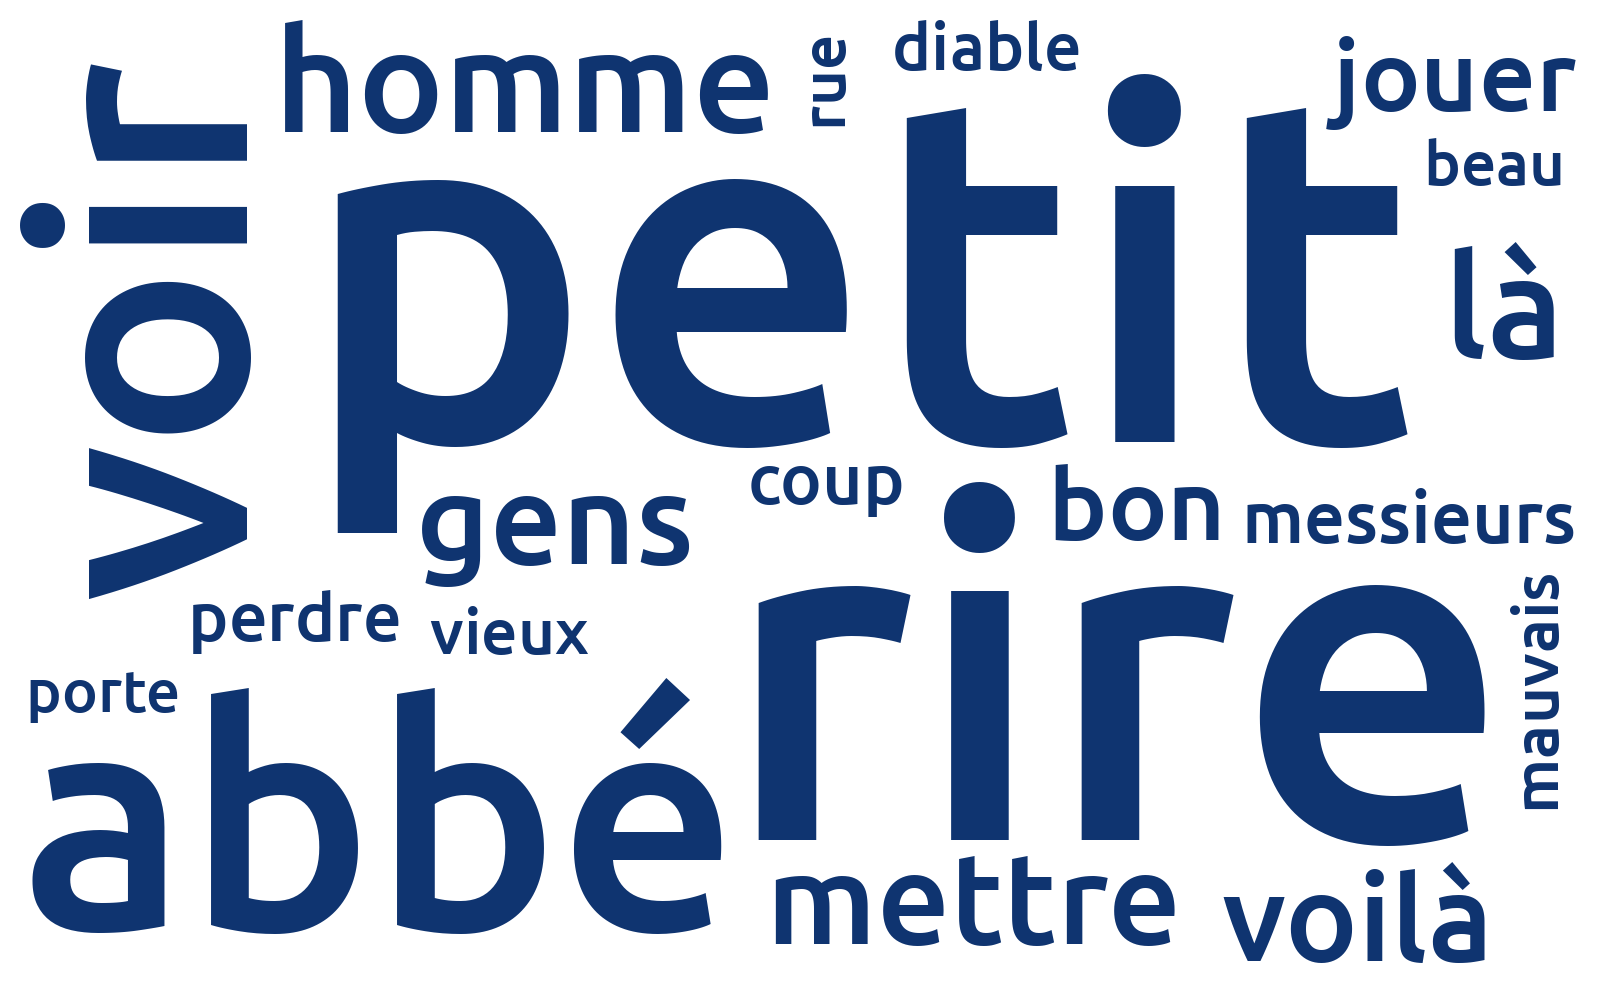 homme
rue
diable
jouer
beau
voir
petit
là
gens
coup
bon
messieurs
perdre
vieux
rire
mauvais
porte
abbé
mettre
voilà